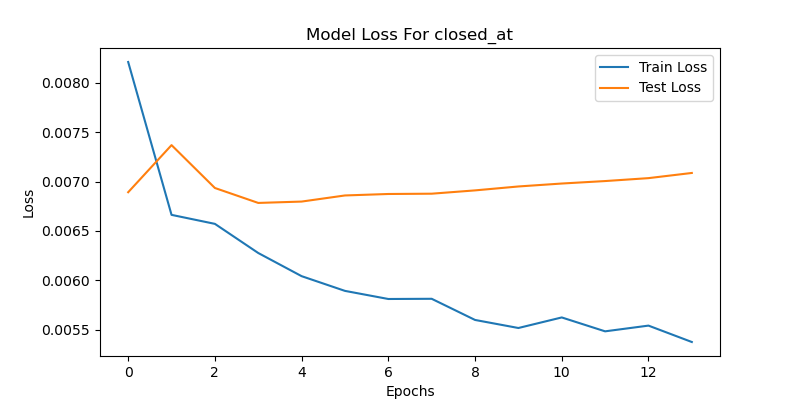 Model Loss For closed_at
Train Loss
Test Loss
0.0080
0.0075
0.0070
0.0065
0.0060
0.0055
Loss
0 2 4 6 8 10 12
Epochs